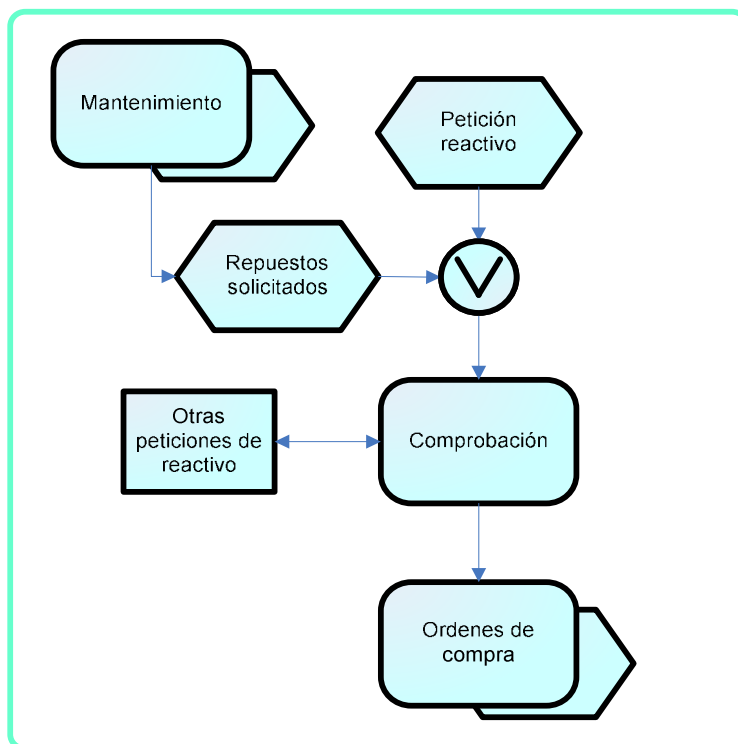 Mantenimiento
Petición
reactivo
Repuestos
solicitados
Otras
peticiones de
reactivo
Comprobación
Ordenes de
compra